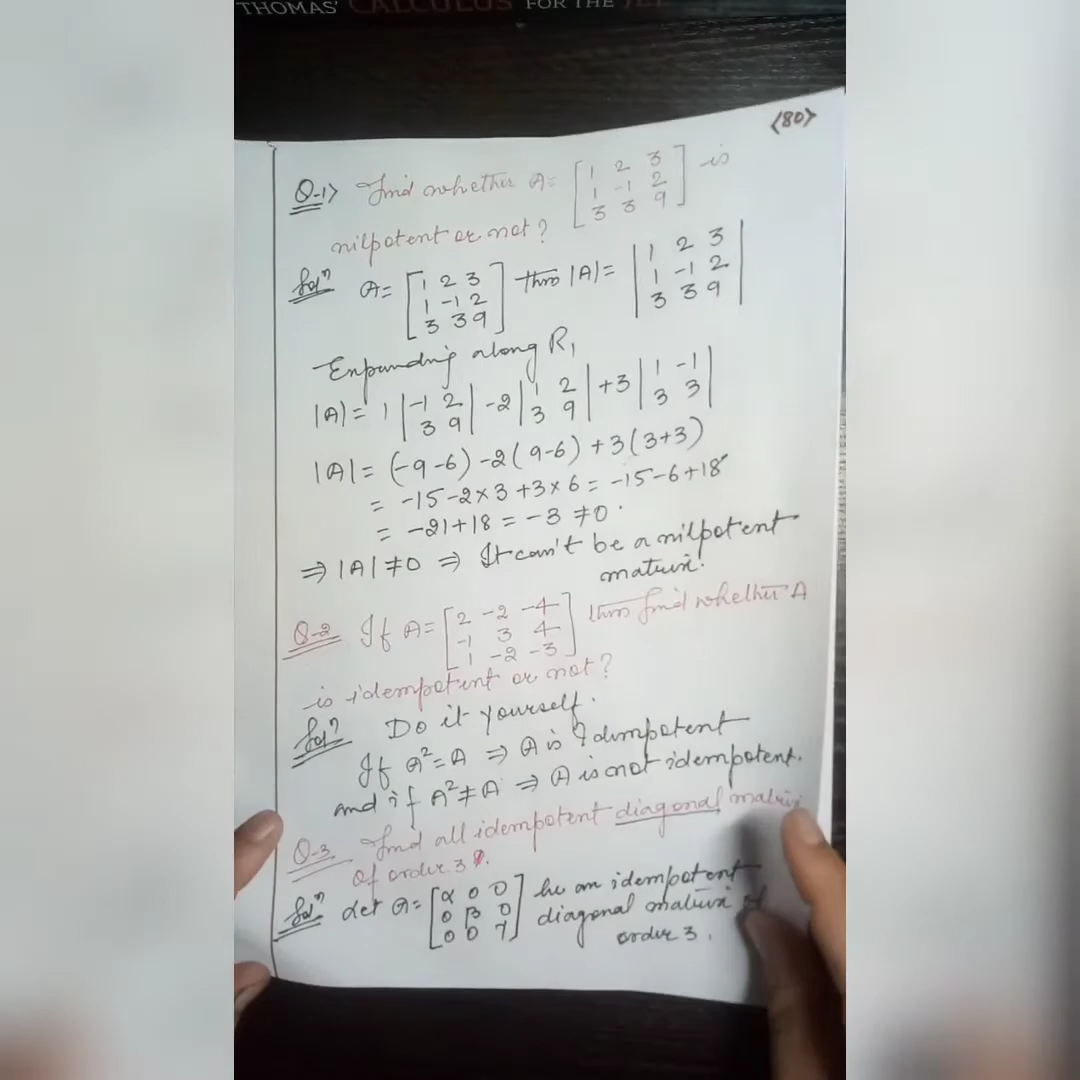 THOMAS' CALCULUS FOR THE JEE
<80>
Q-1> Find whether A = [1 2 3
1 -1 2
3 3 9] is
nilpotent or not?
Solⁿ A = [1 2 3
1 -1 2
3 3 9] then |A| = |1 2 3
1 -1 2
3 3 9|
Expanding along R₁
|A| = 1 |-1 2
3 9| -2 |1 2
3 9| +3 |1 -1
3 3|
|A| = (-9-6) -2(9-6) +3(3+3)
= -15-2×3+3×6 = -15-6+18
= -21+18 = -3 ≠0.
⇒ |A| ≠0 ⇒ It can't be a nilpotent
matrix.
Q-2 If A = [2 -2 -4
-1 3 4
1 -2 -3] then find whether A
is idempotent or not?
Solⁿ Do it yourself.
If A² = A ⇒ A is Idempotent
and if A² ≠ A ⇒ A is not idempotent.
Q-3 Find all idempotent diagonal matrix
of order 3.
Solⁿ Let A = [α 0 0
0 β 0
0 0 γ] be an idempotent
diagonal matrix of
order 3.